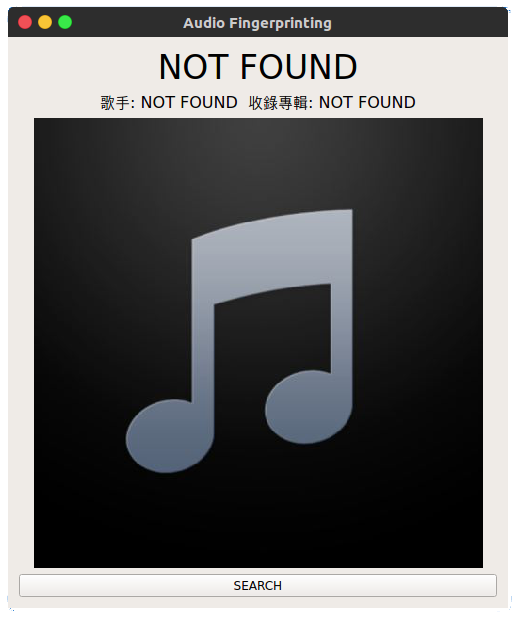 Audio Fingerprinting
NOT FOUND
歌手: NOT FOUND  收錄專輯: NOT FOUND
SEARCH